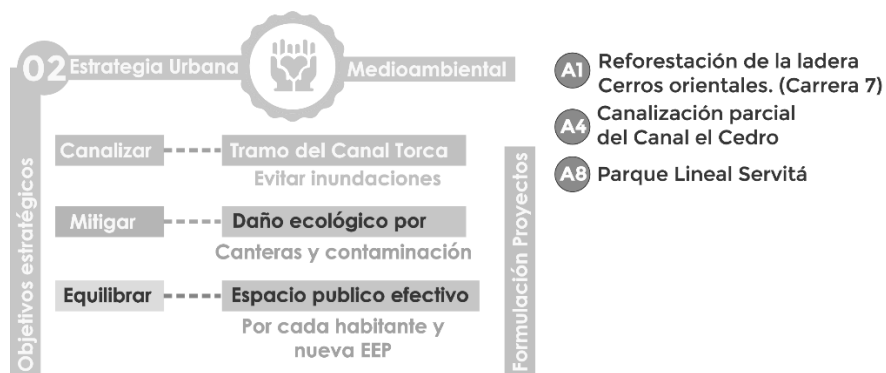 02 Estrategia Urbana Medioambiental
Objetivos estratégicos
Canalizar Tramo del Canal Torca
Evitar inundaciones
Mitigar Daño ecológico por
Canteras y contaminación
Equilibrar Espacio publico efectivo
Por cada habitante y
nueva EEP
Formulación Proyectos
A1 Reforestación de la ladera
Cerros orientales. (Carrera 7)
A4 Canalización parcial
del Canal el Cedro
A8 Parque Lineal Servitá